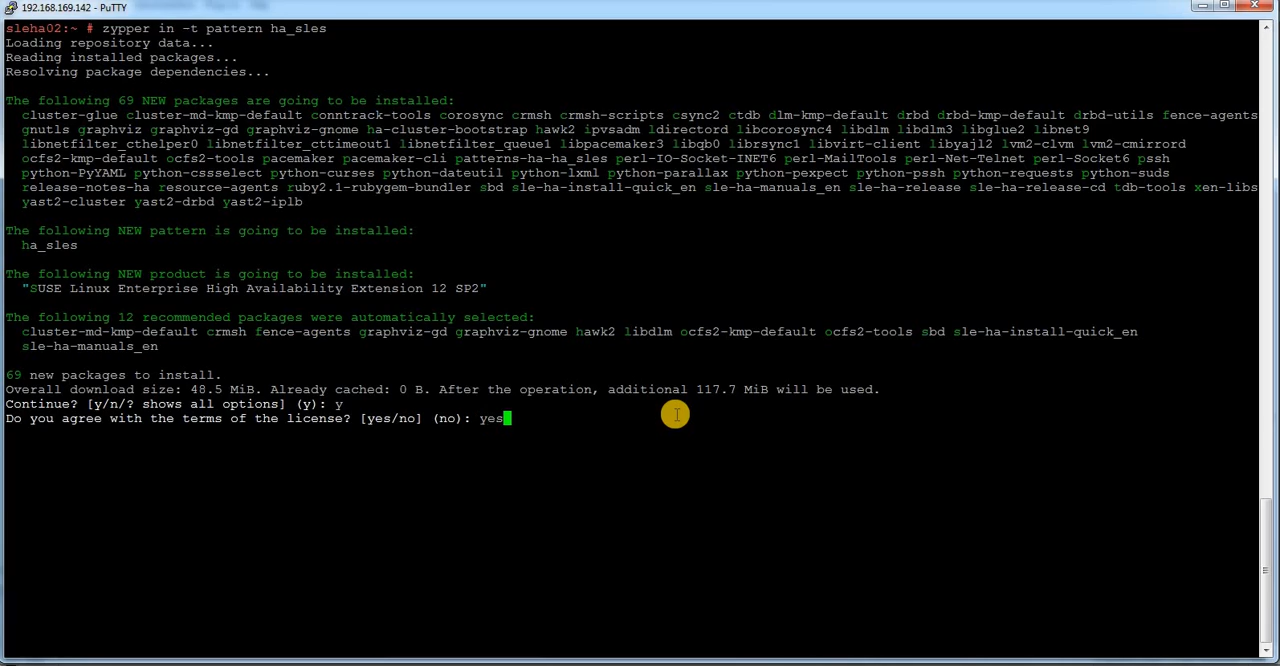 192.168.169.142 - PuTTY
sleha02:~ # zypper in -t pattern ha_sles
Loading repository data...
Reading installed packages...
Resolving package dependencies...
The following 69 NEW packages are going to be installed:
cluster-glue cluster-md-kmp-default conntrack-tools corosync crmsh crmsh-scripts csync2 ctdb dlm-kmp-default drbd drbd-kmp-default drbd-utils fence-agents
gnutls graphviz graphviz-gd graphviz-gnome ha-cluster-bootstrap hawk2 ipvsadm ldirectord libcorosync4 libdlm libdlm3 libglue2 libnet9
libnetfilter_cthelper0 libnetfilter_cttimeout1 libnetfilter_queue1 libpacemaker3 libqb0 librsync1 libvirt-client libyajl2 lvm2-clvm lvm2-cmirrord
ocfs2-kmp-default ocfs2-tools pacemaker pacemaker-cli patterns-ha-ha_sles perl-IO-Socket-INET6 perl-MailTools perl-Net-Telnet perl-Socket6 pssh
python-PyYAML python-cssselect python-curses python-dateutil python-lxml python-parallax python-pexpect python-pssh python-requests python-suds
release-notes-ha resource-agents ruby2.1-rubygem-bundler sbd sle-ha-install-quick_en sle-ha-manuals_en sle-ha-release sle-ha-release-cd tdb-tools xen-libs
yast2-cluster yast2-drbd yast2-iplb
The following NEW pattern is going to be installed:
ha_sles
The following NEW product is going to be installed:
"SUSE Linux Enterprise High Availability Extension 12 SP2"
The following 12 recommended packages were automatically selected:
cluster-md-kmp-default crmsh fence-agents graphviz-gd graphviz-gnome hawk2 libdlm ocfs2-kmp-default ocfs2-tools sbd sle-ha-install-quick_en
sle-ha-manuals_en
69 new packages to install.
Overall download size: 48.5 MiB. Already cached: 0 B. After the operation, additional 117.7 MiB will be used.
Continue? [y/n/? shows all options] (y): y
Do you agree with the terms of the license? [yes/no] (no): yes